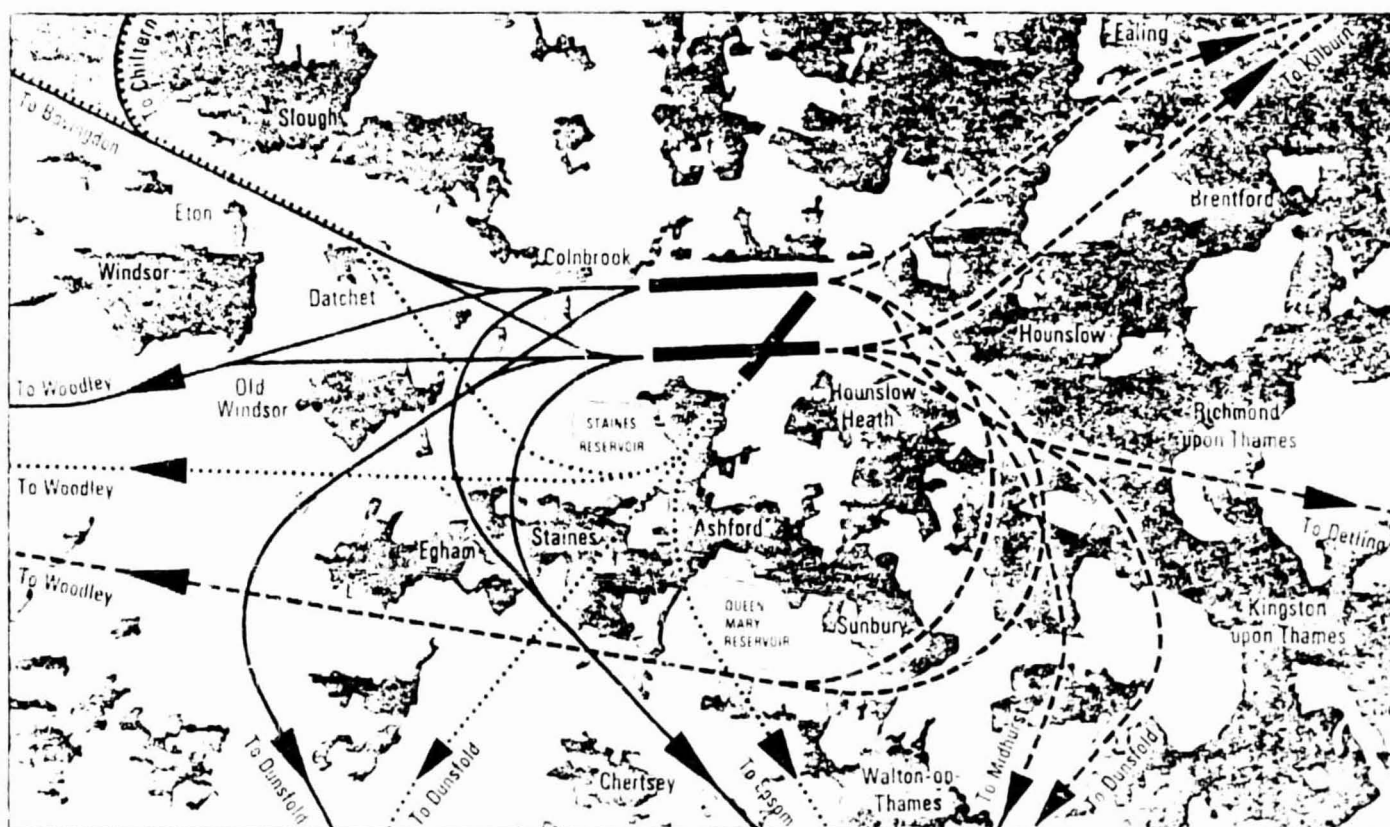 Ealing
To Kilburn
To Chiltern
To Bovingdon
Slough
Brentford
Eton
Colnbrook
Windsor
Datchet
Hounslow
To Woodley
Old
Windsor
Hounslow
Heath
Richmond
upon Thames
STAINES
RESERVOIR
To Woodley
Ashford
To Detling
Staines
Egham
To Woodley
QUEEN
MARY
RESERVOIR
Sunbury
Kingston
upon Thames
To Dunsfold
To Dunsfold
Chertsey
To Epsom
Walton-on-
Thames
To Midhurst
To Dunsfold